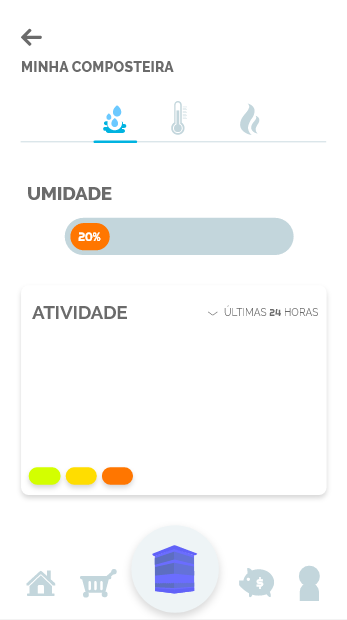 MINHA COMPOSTEIRA
UMIDADE
20%
ATIVIDADE
ÚLTIMAS 24 HORAS
$